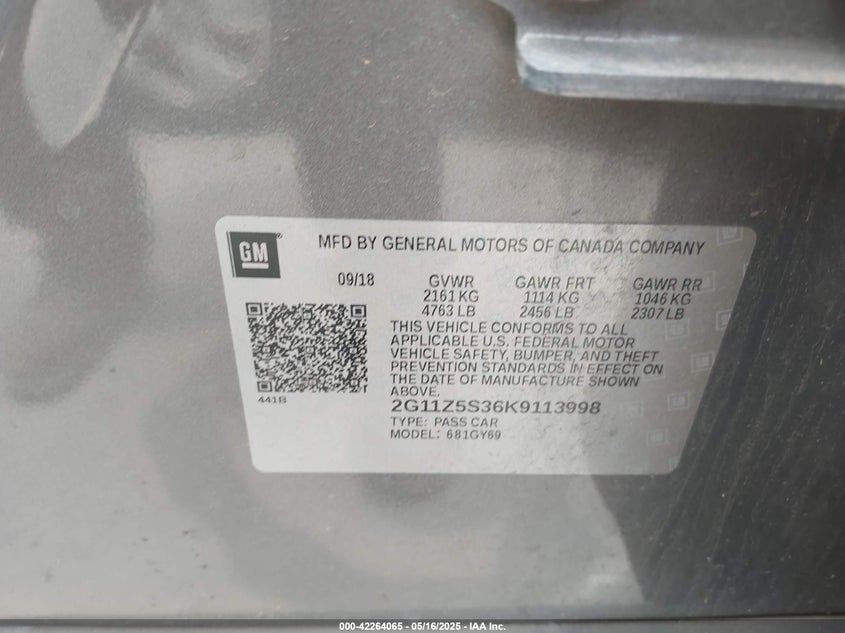 GM
MFD BY GENERAL MOTORS OF CANADA COMPANY
09/18 GVWR GAWR FRT GAWR RR
2161 KG 1114 KG 1046 KG
4763 LB 2456 LB 2307 LB
THIS VEHICLE CONFORMS TO ALL
APPLICABLE U.S. FEDERAL MOTOR
VEHICLE SAFETY, BUMPER, AND THEFT
PREVENTION STANDARDS IN EFFECT ON
THE DATE OF MANUFACTURE SHOWN
ABOVE.
441B
2G11Z5S36K9113998
TYPE: PASS CAR
MODEL: 681GY69
000-42264065 - 05/16/2025 - IAA Inc.